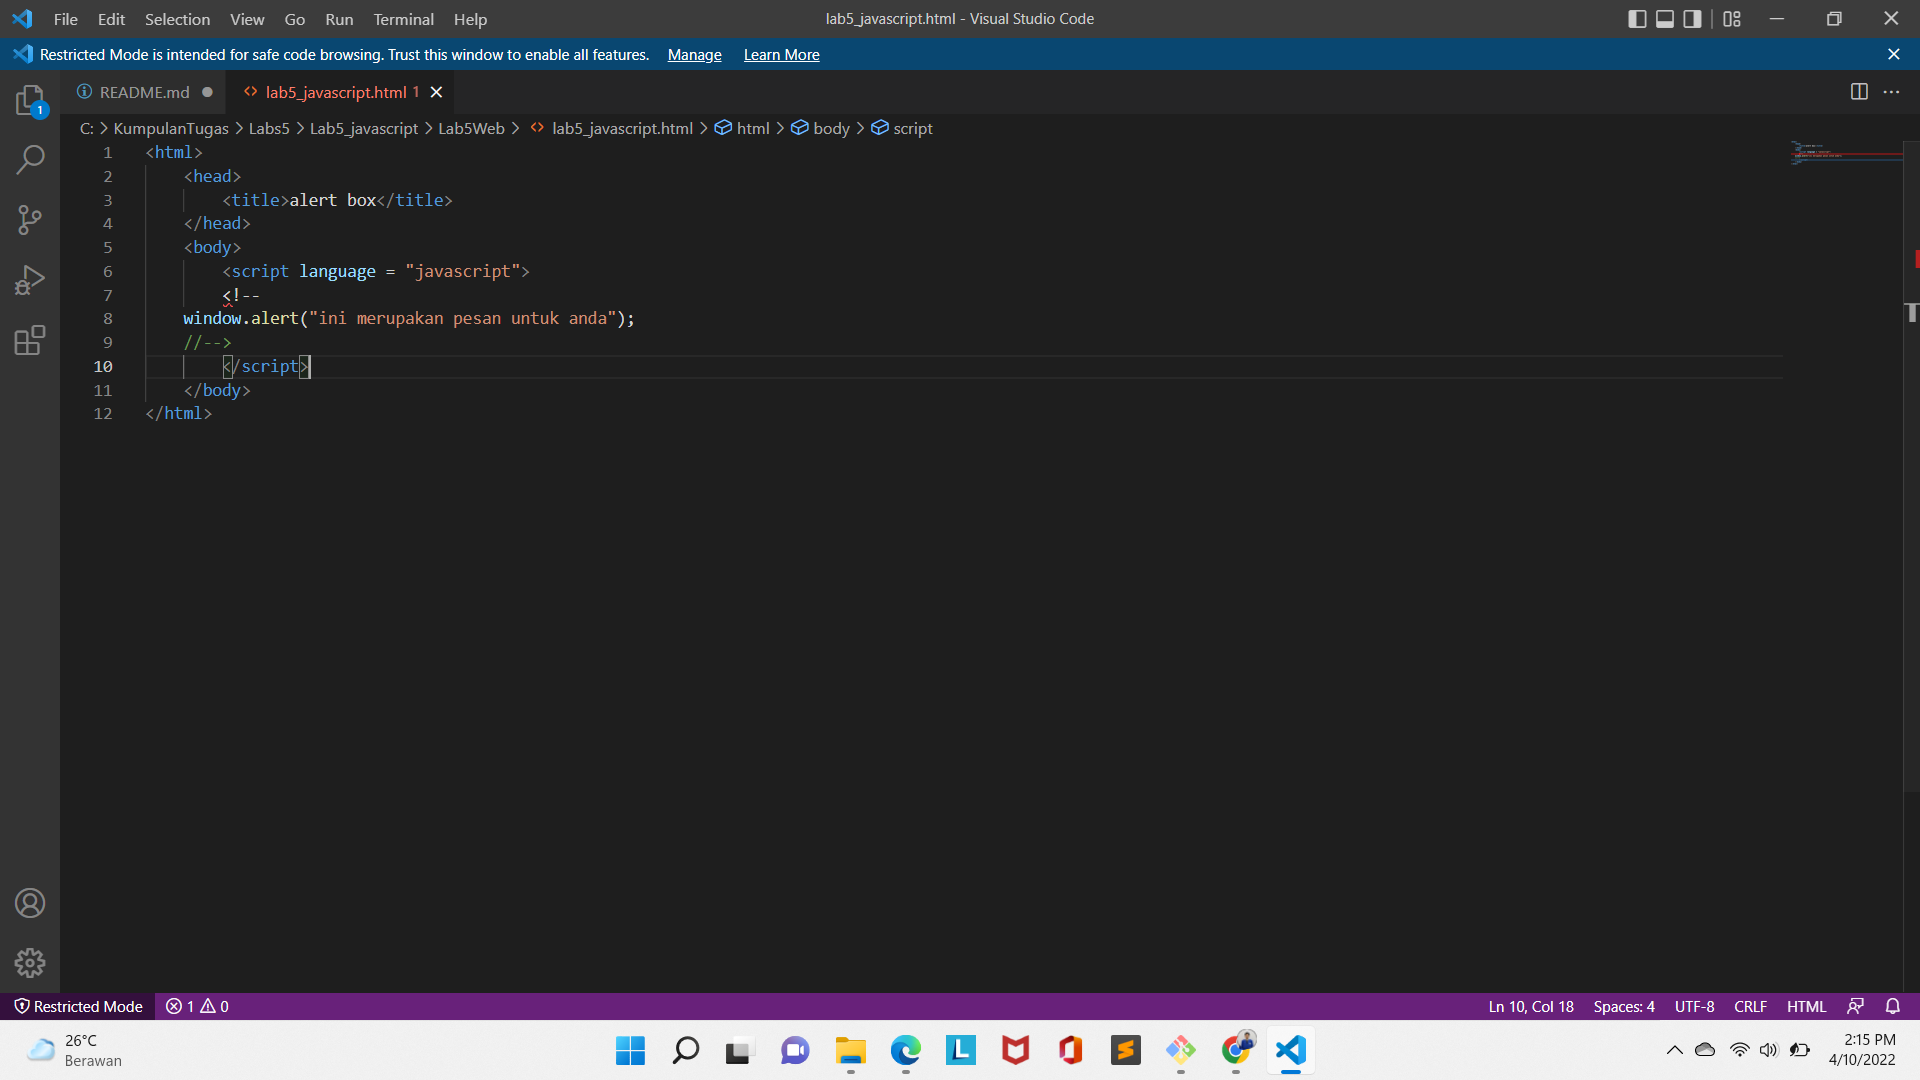 File Edit Selection View Go Run Terminal Help
lab5_javascript.html - Visual Studio Code
Restricted Mode is intended for safe code browsing. Trust this window to enable all features. Manage Learn More
1
README.md
lab5_javascript.html 1
C: > KumpulanTugas > Labs5 > Lab5_javascript > Lab5Web > lab5_javascript.html > html > body > script
1 <html>
2 <head>
3 <title>alert box</title>
4 </head>
5 <body>
6 <script language = "javascript">
7 <!--
8 window.alert("ini merupakan pesan untuk anda");
9 //-->
10 </script>
11 </body>
12 </html>
Restricted Mode 1 0
Ln 10, Col 18 Spaces: 4 UTF-8 CRLF HTML
26°C
Berawan
L
2:15 PM
4/10/2022